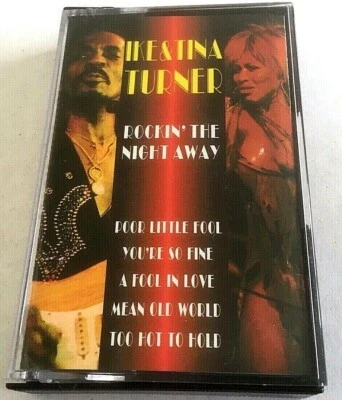 IKE&TINA
TURNER
ROCKIN' THE
NIGHT AWAY
POOR LITTLE FOOL
YOU'RE SO FINE
A FOOL IN LOVE
MEAN OLD WORLD
TOO HOT TO HOLD